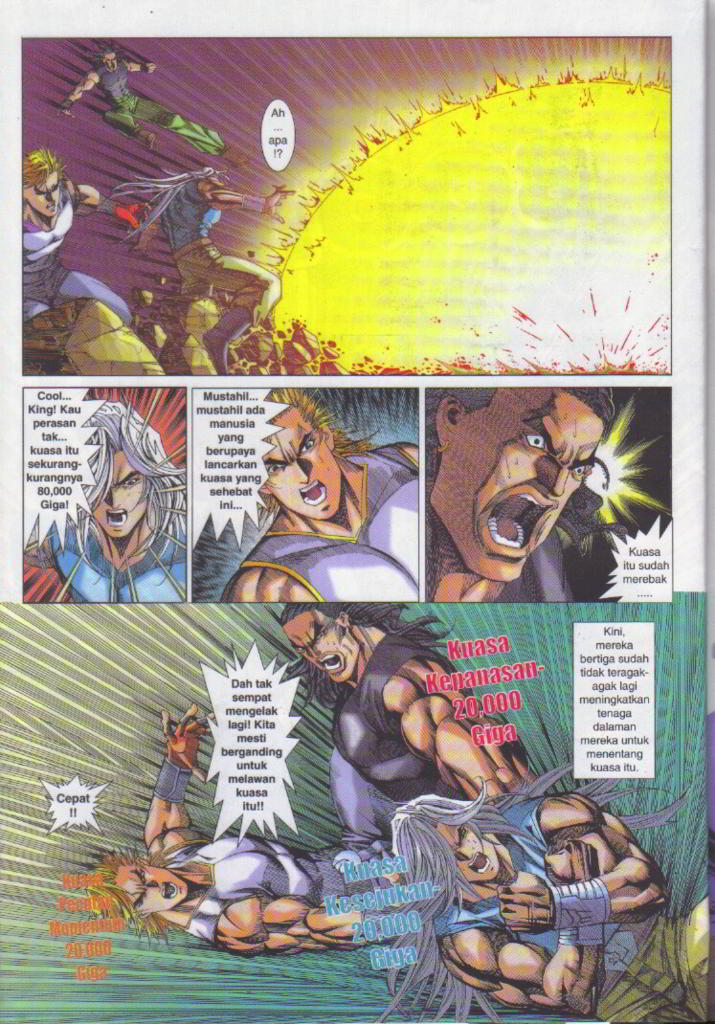 Ah
...
apa
!?
Cool...
King! Kau
perasan
tak...
kuasa itu
sekurang-
kurangnya
80,000
Giga!
Mustahil...
mustahil ada
manusia
yang
berupaya
lancarkan
kuasa yang
sehebat
ini...
Kuasa
itu sudah
merebak
.....
Kini,
mereka
bertiga sudah
tidak teragak-
agak lagi
meningkatkan
tenaga
dalaman
mereka untuk
menentang
kuasa itu.
Kuasa
Kepanasan-
20,000
Giga
Dah tak
sempat
mengelak
lagi! Kita
mesti
berganding
untuk
melawan
kuasa
itu!!
Cepat
!!
Kuasa
Kesejukan-
20,000
Giga
Kuasa
20,000
Giga